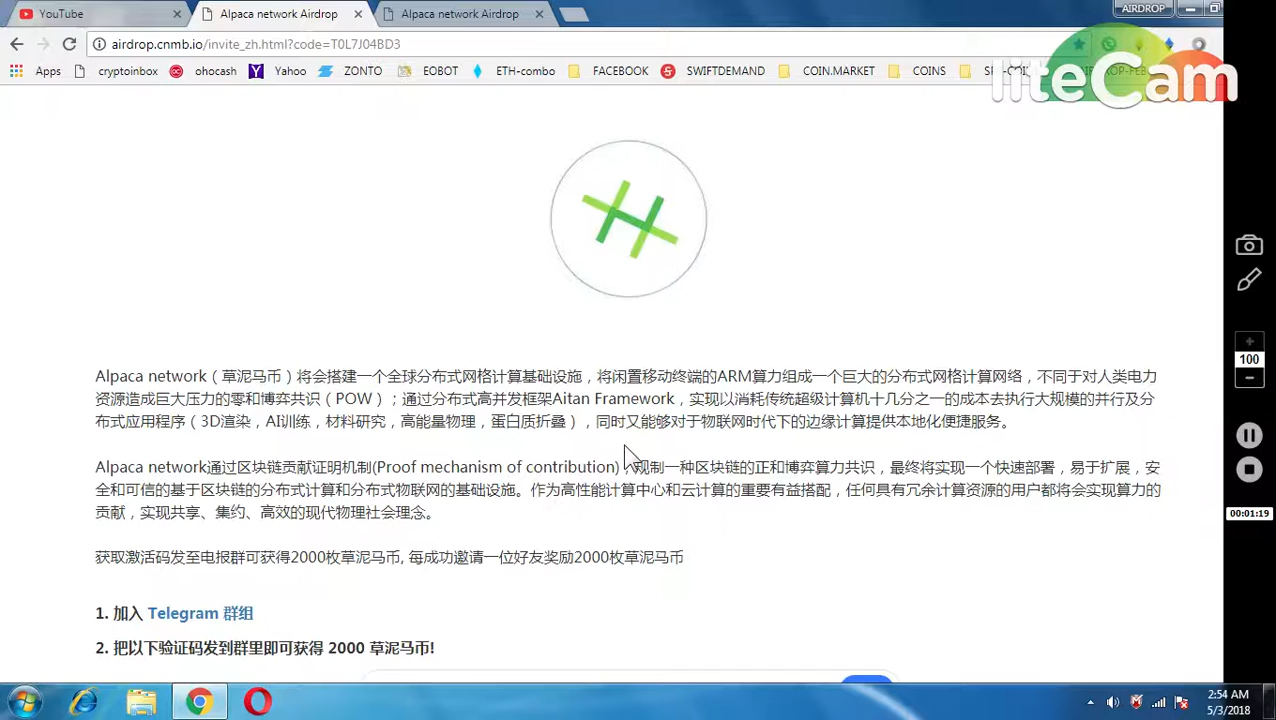 AIRDROP
YouTube
Alpaca network Airdrop
Alpaca network Airdrop
airdrop.cnmb.io/invite_zh.html?code=T0L7J04BD3
Apps
cryptoinbox
ohocash
Yahoo
ETH-combo
FACEBOOK
SWIFTDEMAND
COIN.MARKET
COINS
liteCam
Alpaca network（草泥马币）将会搭建一个全球分布式网格计算基础设施，将闲置移动终端的ARM算力组成一个巨大的分布式网格计算网络，不同于对人类电力
资源造成巨大压力的零和博弈共识（POW）；通过分布式高并发框架Aitan Framework，实现以消耗传统超级计算机十几分之一的成本去执行大规模的并行及分
布式应用程序（3D渲染，AI训练，材料研究，高能量物理，蛋白质折叠），同时又能够对于物联网时代下的边缘计算提供本地化便捷服务。
Alpaca network通过区块链贡献证明机制(Proof mechanism of contribution)，规制一种区块链的正和博弈算力共识，最终将实现一个快速部署，易于扩展，安
全和可信的基于区块链的分布式计算和分布式物联网的基础设施。作为高性能计算中心和云计算的重要有益搭配，任何具有冗余计算资源的用户都将会实现算力的
贡献，实现共享、集约、高效的现代物理社会理念。
获取激活码发至电报群可获得2000枚草泥马币, 每成功邀请一位好友奖励2000枚草泥马币
1. 加入 Telegram 群组
2. 把以下验证码发到群里即可获得 2000 草泥马币!
100
00:01:19
2:54 AM
5/3/2018